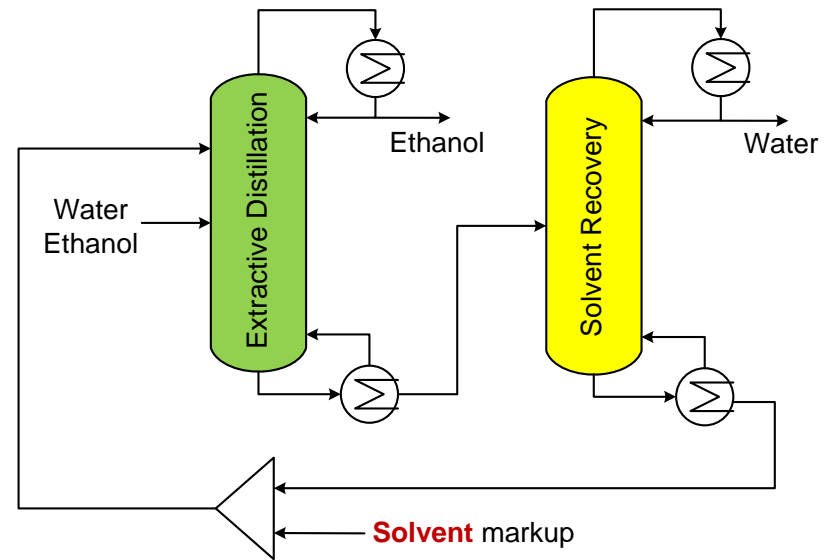 Extractive Distillation
Solvent Recovery
Ethanol
Water
Water
Ethanol
Solvent markup